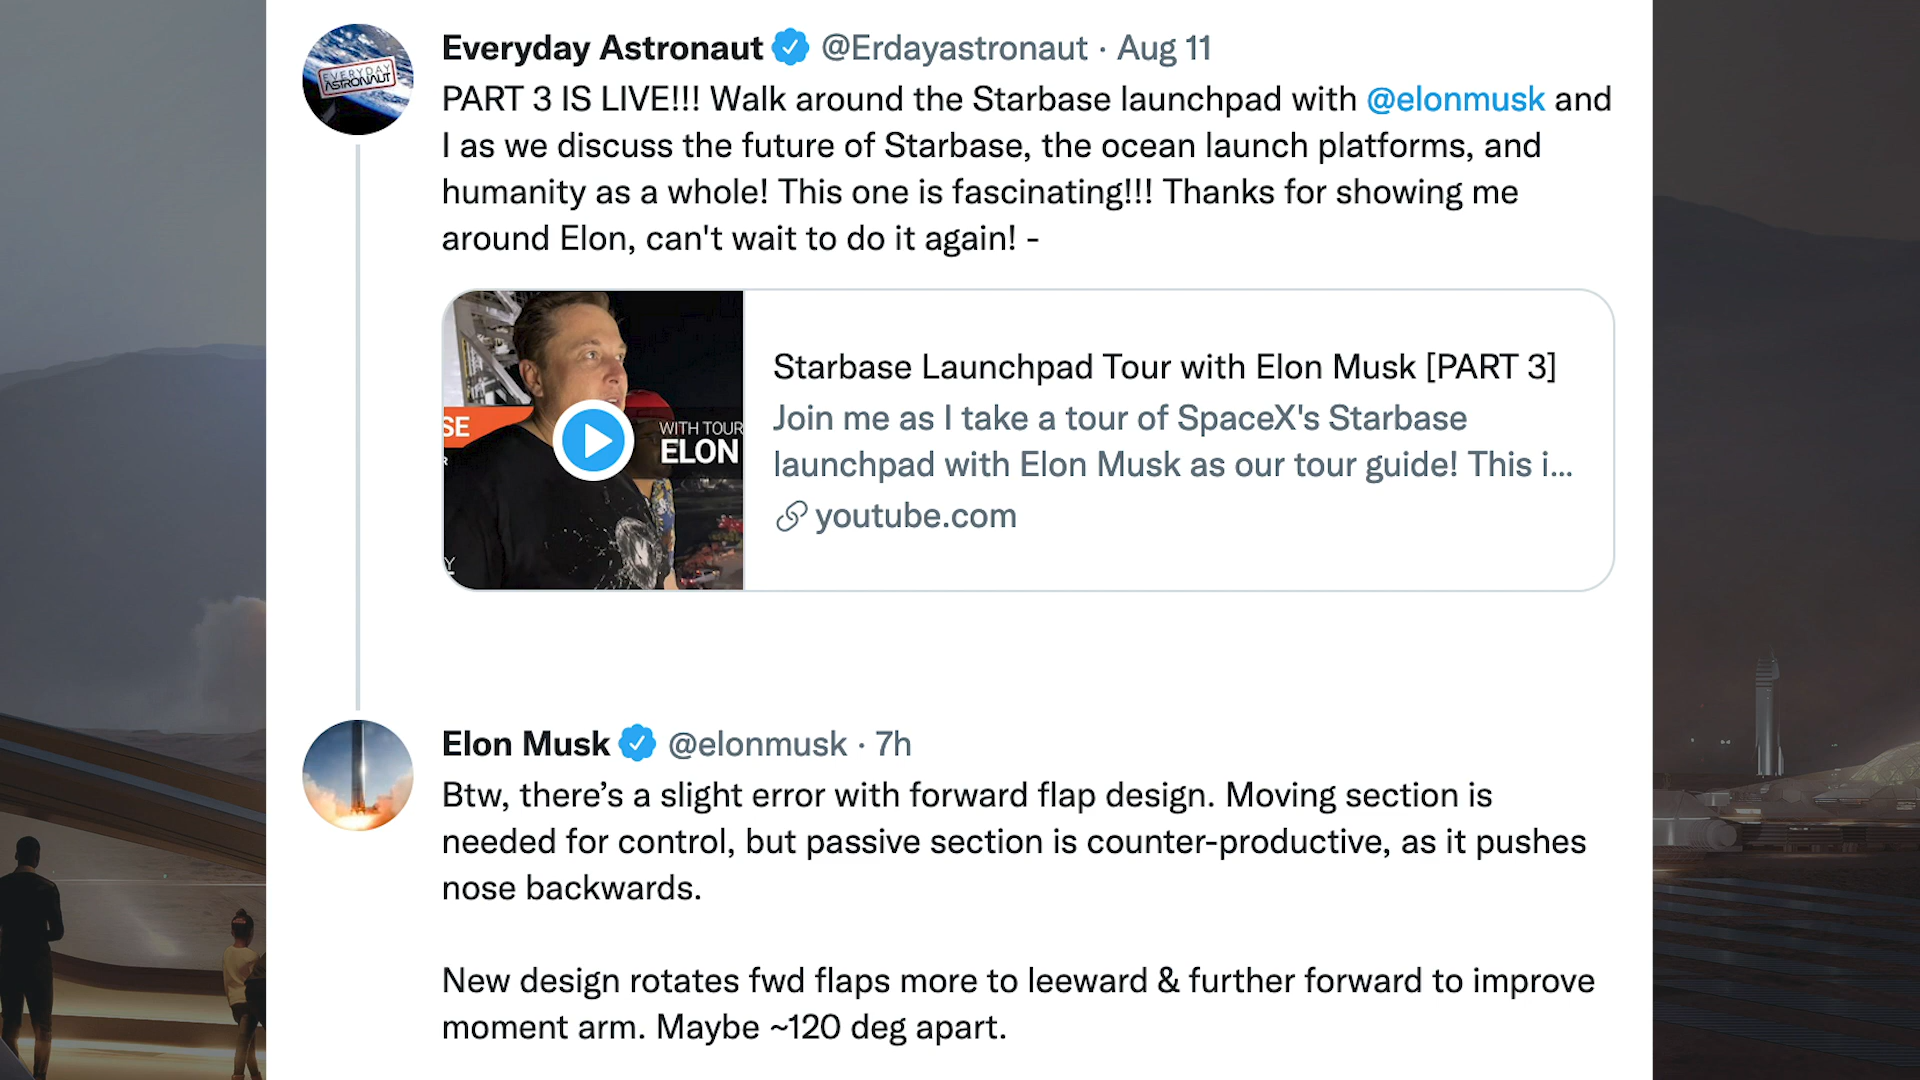 EVERYDAY
ASTRONAUT
Everyday Astronaut @Erdayastronaut · Aug 11
PART 3 IS LIVE!!! Walk around the Starbase launchpad with @elonmusk and
I as we discuss the future of Starbase, the ocean launch platforms, and
humanity as a whole! This one is fascinating!!! Thanks for showing me
around Elon, can't wait to do it again! -
SE
R
Y
WITH TOUR
ELON
Starbase Launchpad Tour with Elon Musk [PART 3]
Join me as I take a tour of SpaceX's Starbase
launchpad with Elon Musk as our tour guide! This i...
youtube.com
Elon Musk @elonmusk · 7h
Btw, there’s a slight error with forward flap design. Moving section is
needed for control, but passive section is counter-productive, as it pushes
nose backwards.
New design rotates fwd flaps more to leeward & further forward to improve
moment arm. Maybe ~120 deg apart.